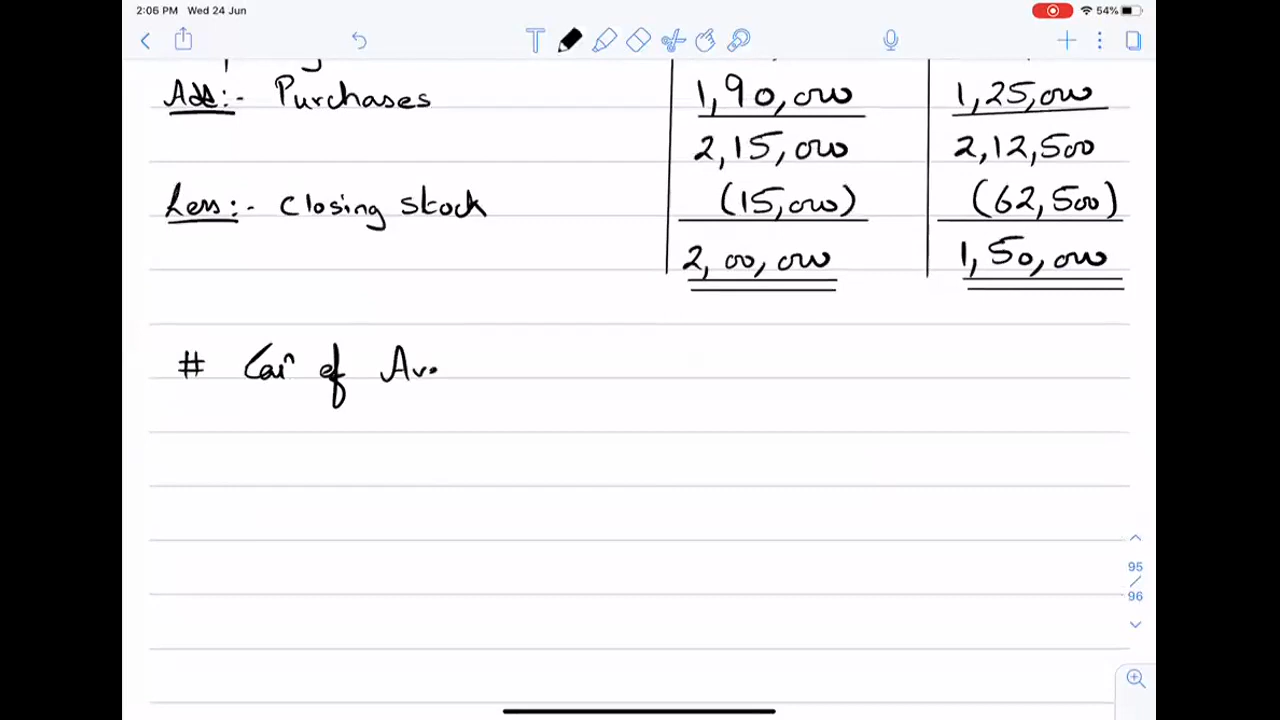 2:06 PM Wed 24 Jun 54%
T
Add:- Purchases 1,90,000 1,25,000
2,15,000 2,12,500
Less:- Closing stock (15,000) (62,500)
2,00,000 1,50,000
# Caiⁿ of Av.
95
/
96